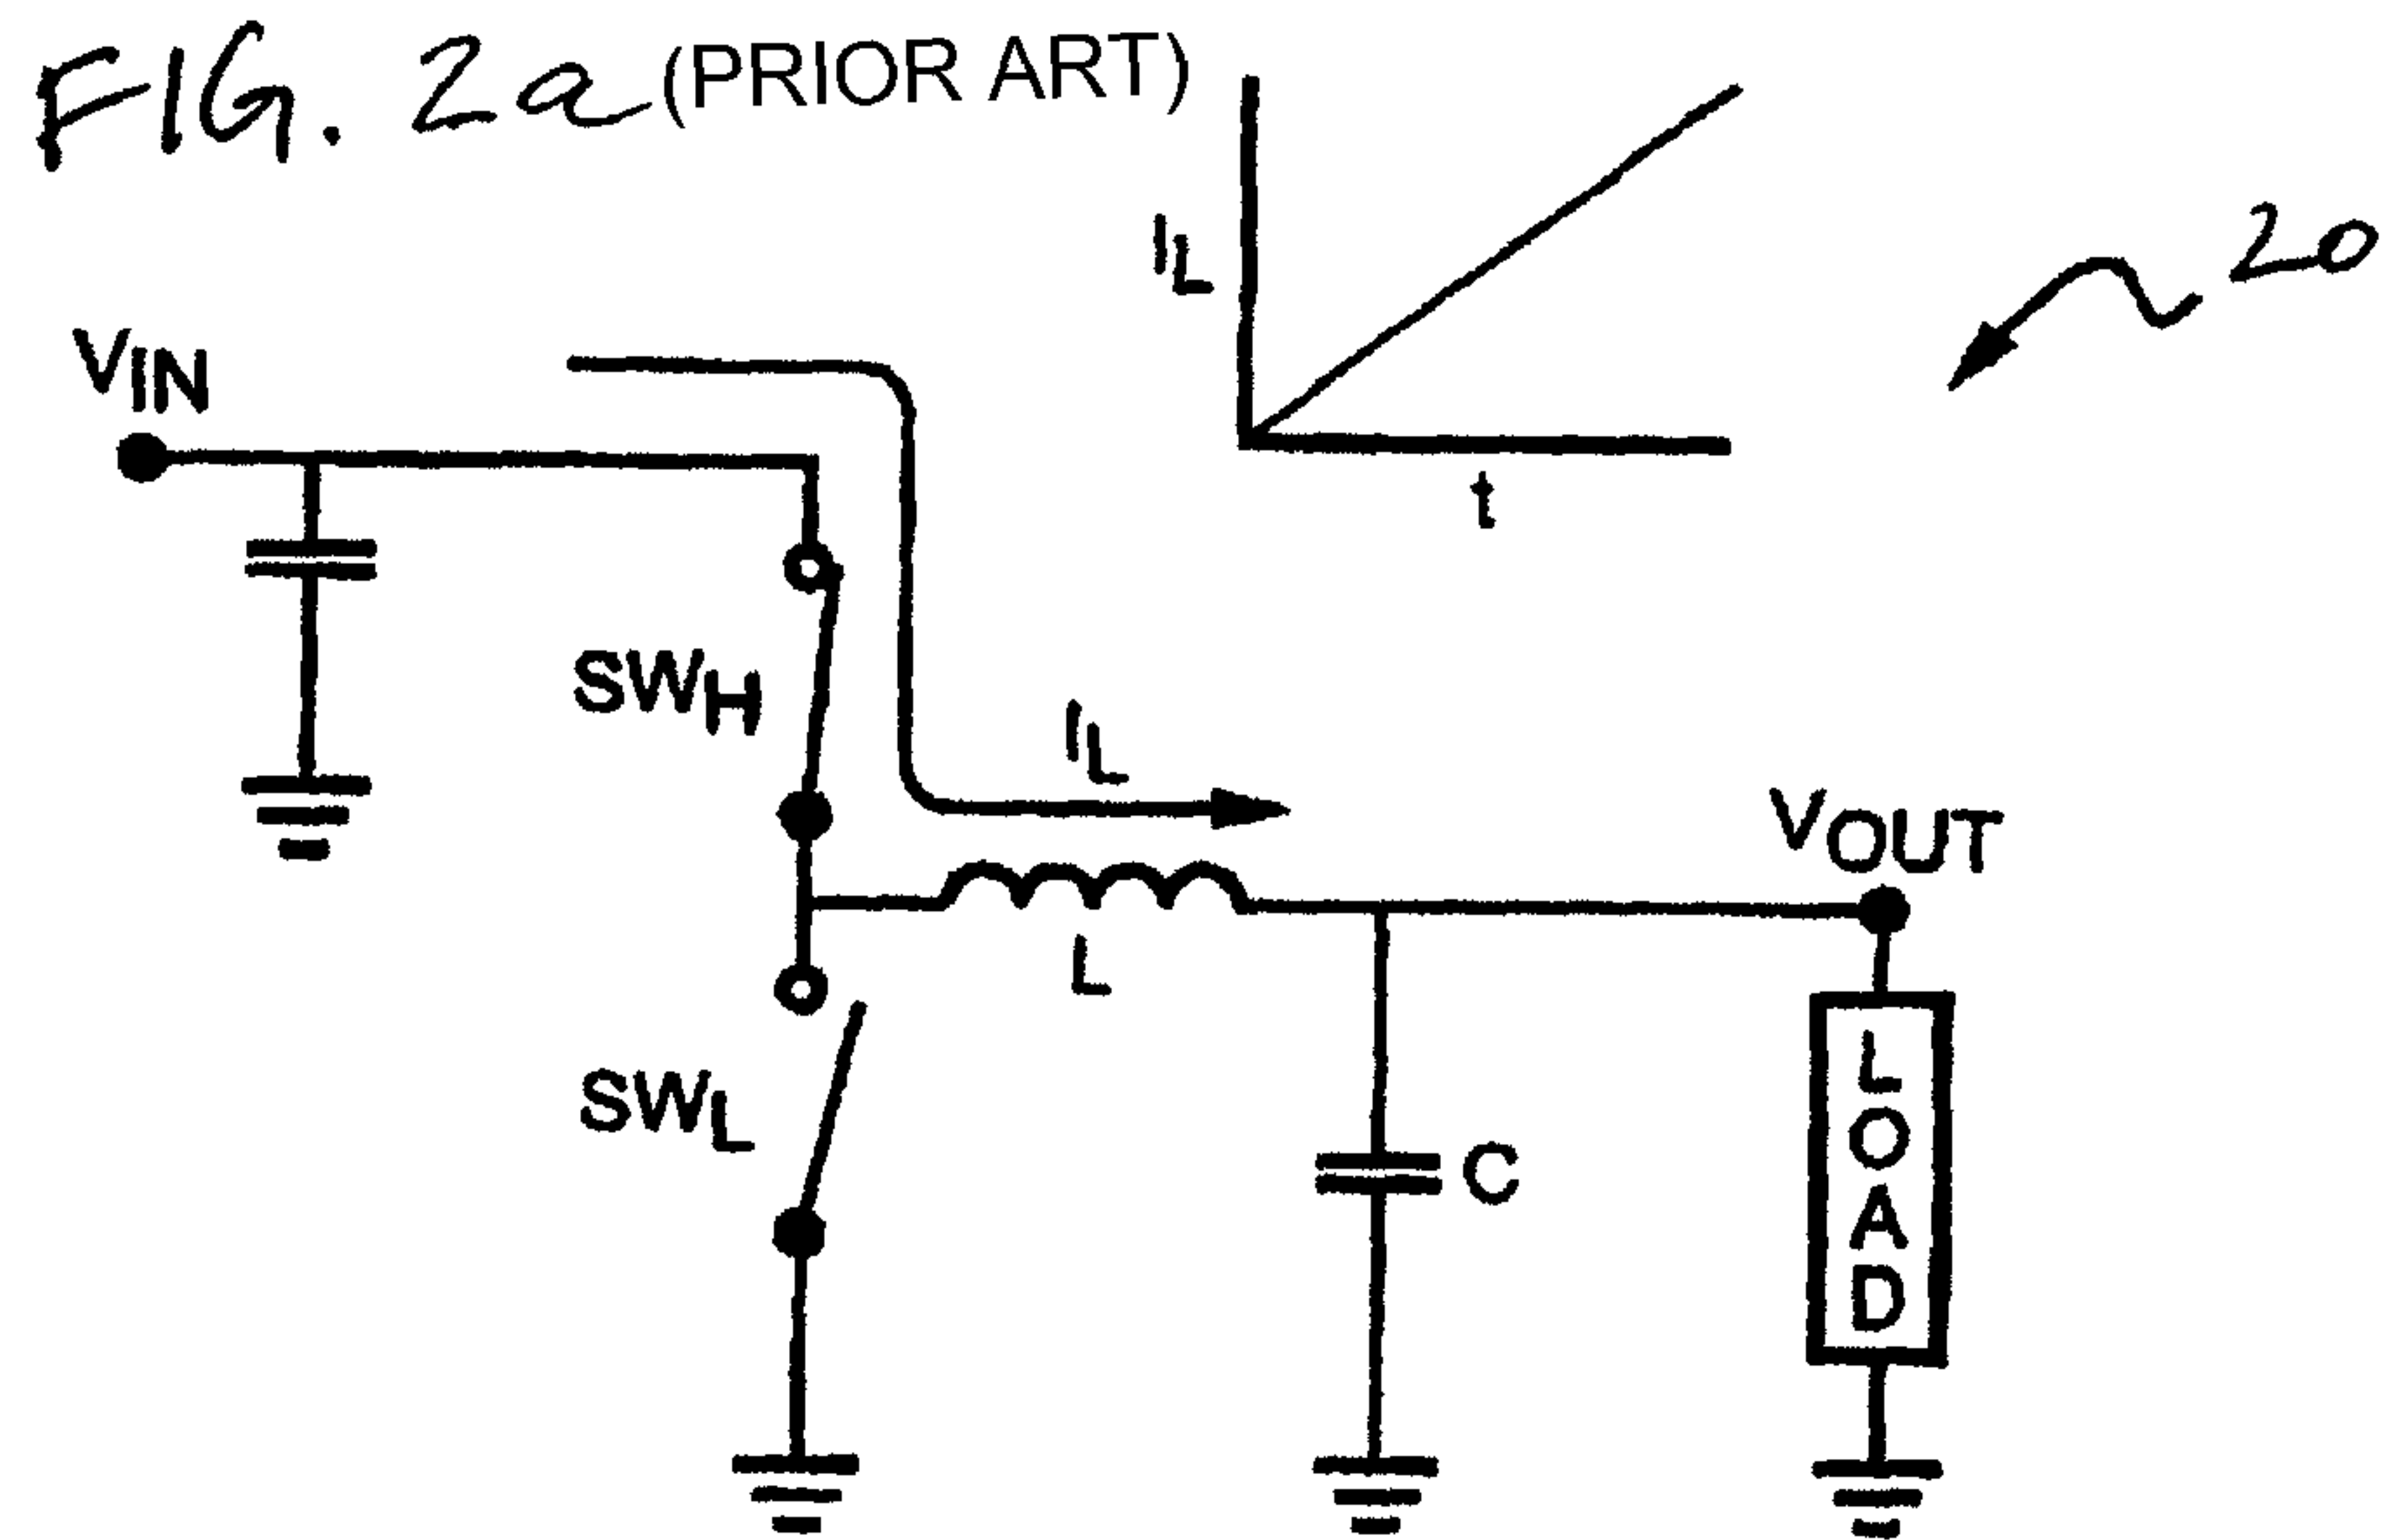 FIG. 2a (PRIOR ART)
IL
20
VIN
t
SWH
IL
VOUT
L
SWL
C
LOAD